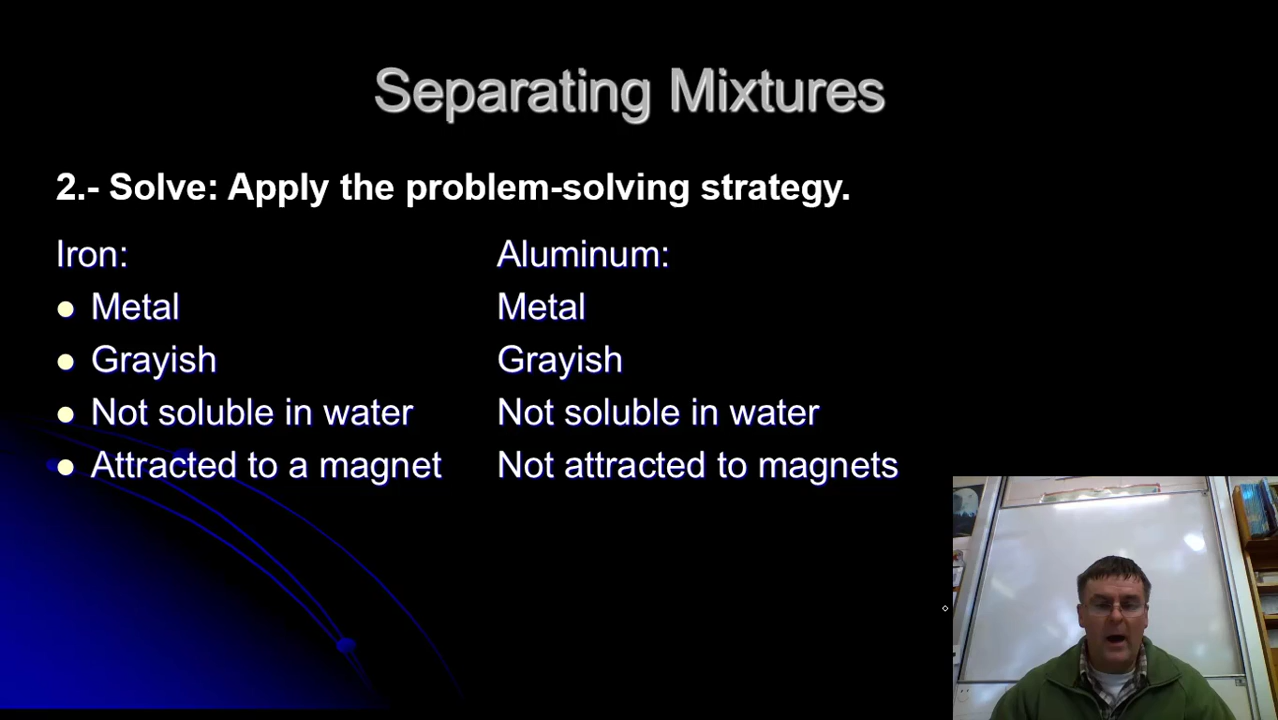 Separating Mixtures
2.- Solve: Apply the problem-solving strategy.
Iron:
Metal
Grayish
Not soluble in water
Attracted to a magnet
Aluminum:
Metal
Grayish
Not soluble in water
Not attracted to magnets